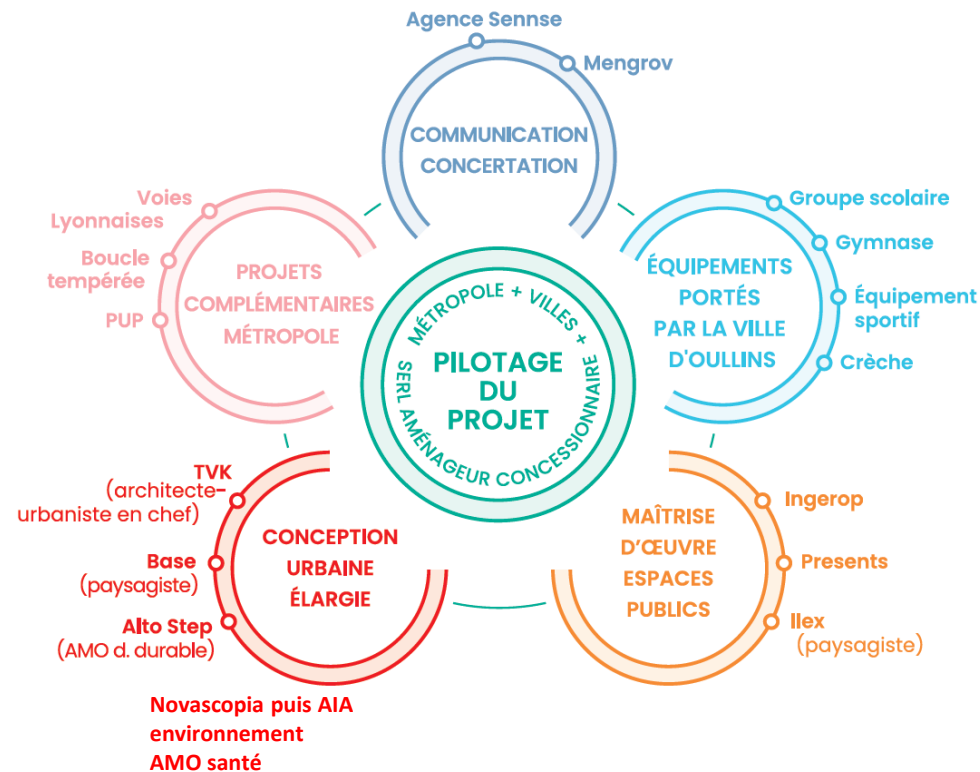 Agence Sennse
Mengrov
COMMUNICATION
CONCERTATION
Voies
Lyonnaises
Boucle
tempérée
PUP
PROJETS
COMPLÉMENTAIRES
MÉTROPOLE
Groupe scolaire
Gymnase
Équipement
sportif
Crèche
ÉQUIPEMENTS
PORTÉS
PAR LA VILLE
D'OULLINS
MÉTROPOLE + VILLES +
SERL AMÉNAGEUR CONCESSIONNAIRE
PILOTAGE
DU
PROJET
TVK
(architecte-
urbaniste en chef)
Base
(paysagiste)
Alto Step
(AMO d. durable)
CONCEPTION
URBAINE
ÉLARGIE
Novascopia puis AIA
environnement
AMO santé
MAÎTRISE
D'ŒUVRE
ESPACES
PUBLICS
Ingerop
Presents
Ilex
(paysagiste)